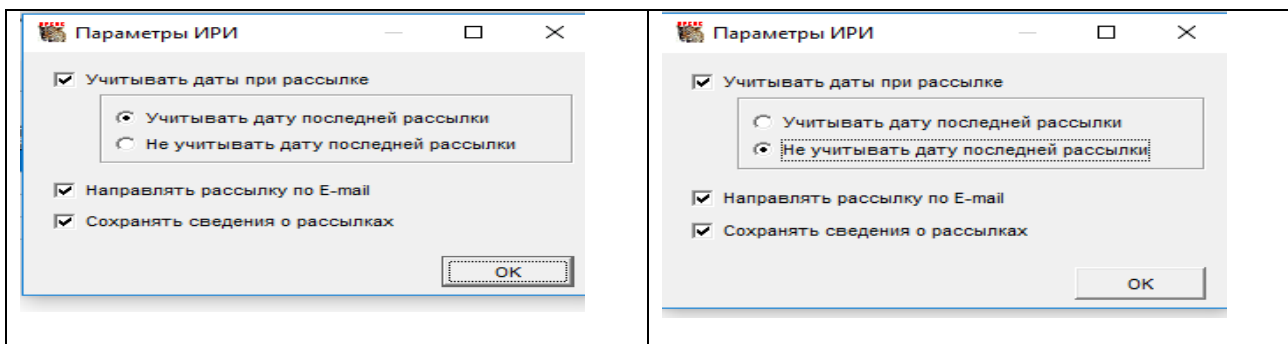 Параметры ИРИ
Учитывать даты при рассылке
Учитывать дату последней рассылки
Не учитывать дату последней рассылки
Направлять рассылку по E-mail
Сохранять сведения о рассылках
OK
Параметры ИРИ
Учитывать даты при рассылке
Учитывать дату последней рассылки
Не учитывать дату последней рассылки
Направлять рассылку по E-mail
Сохранять сведения о рассылках
OK